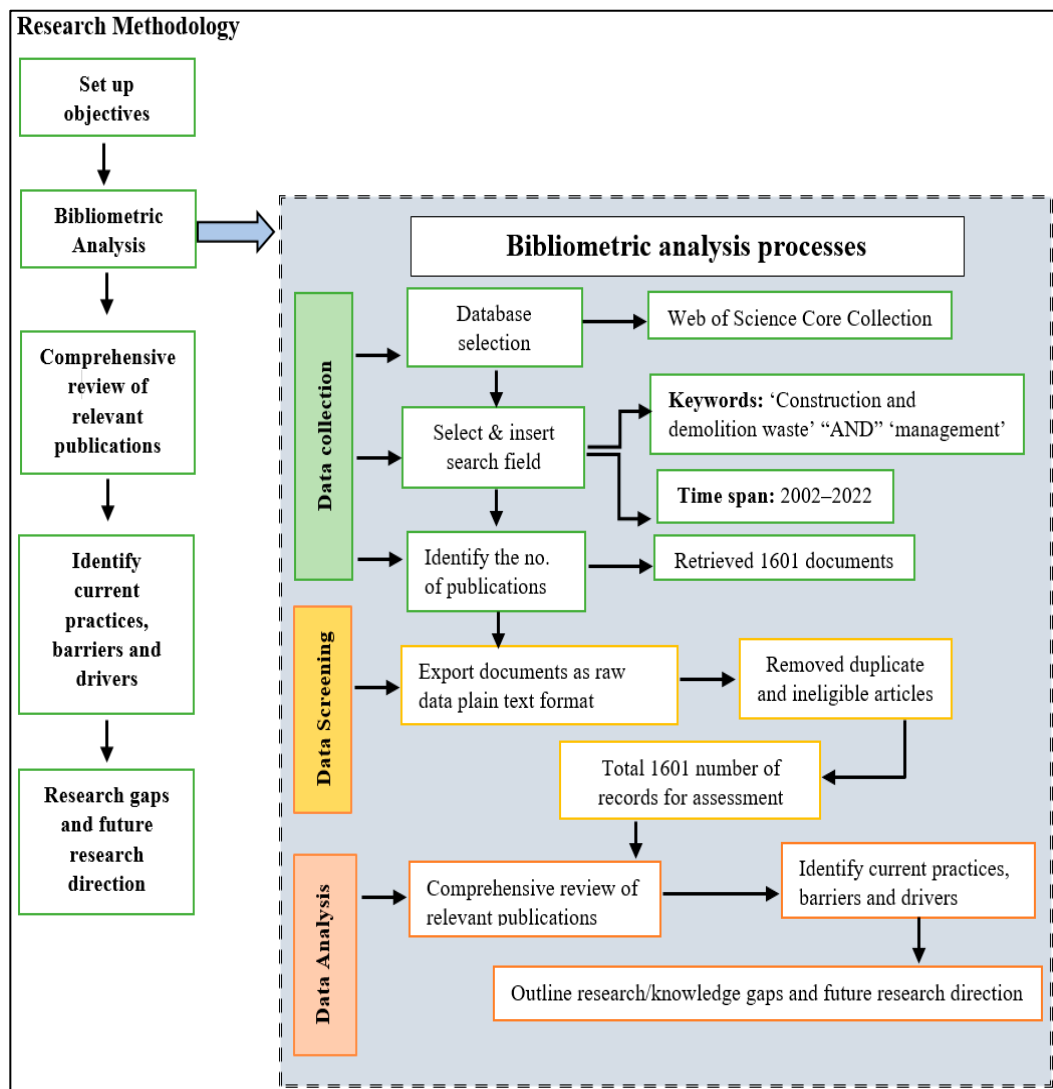 Research Methodology
Set up
objectives
Bibliometric
Analysis
Comprehensive
review of
relevant
publications
Identify
current
practices,
barriers and
drivers
Research gaps
and future
research
direction
Bibliometric analysis processes
Data collection
Database
selection
Web of Science Core Collection
Select & insert
search field
Keywords: ‘Construction and
demolition waste’ “AND” ‘management’
Time span: 2002–2022
Identify the no.
of publications
Retrieved 1601 documents
Data Screening
Export documents as raw
data plain text format
Removed duplicate
and ineligible articles
Total 1601 number of
records for assessment
Data Analysis
Comprehensive review of
relevant publications
Identify current practices,
barriers and drivers
Outline research/knowledge gaps and future research direction